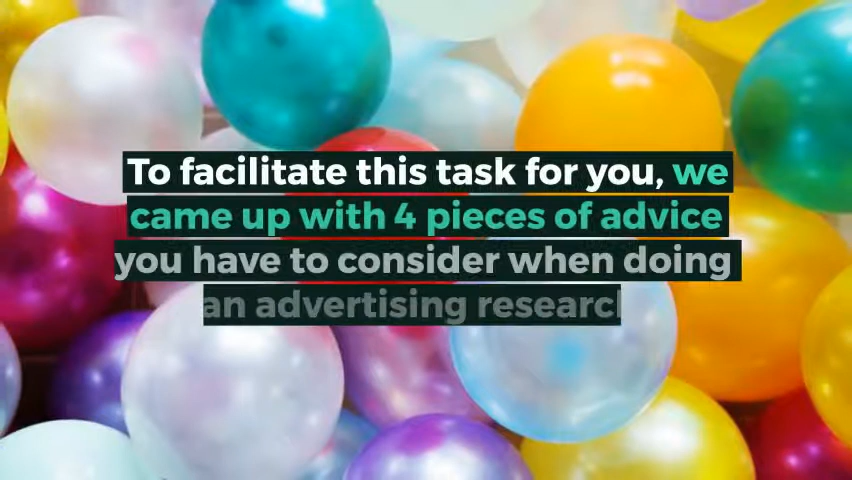 To facilitate this task for you, we
came up with 4 pieces of advice
you have to consider when doing
an advertising research